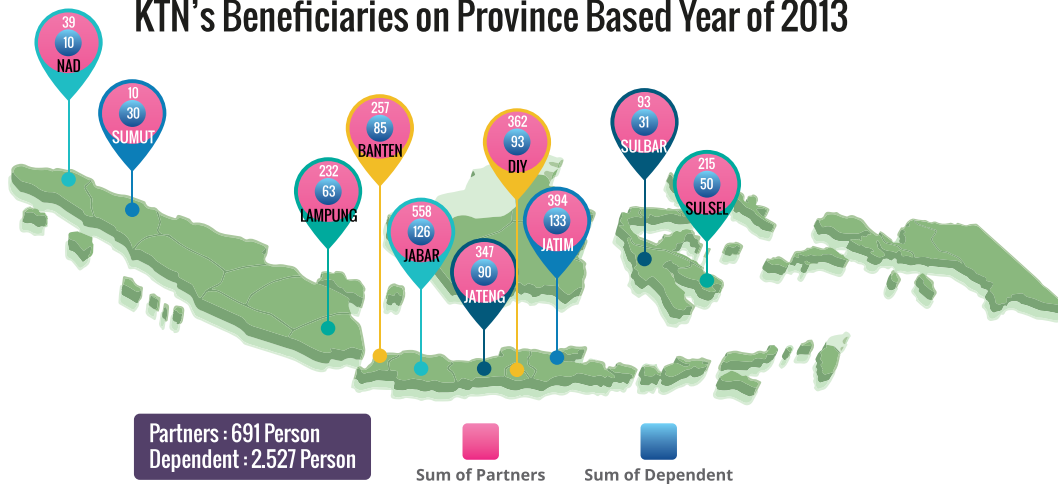 KTN’s Beneficiaries on Province Based Year of 2013
39
10
NAD
10
30
SUMUT
232
63
LAMPUNG
257
85
BANTEN
558
126
JABAR
347
90
JATENG
362
93
DIY
394
133
JATIM
93
31
SULBAR
215
50
SULSEL
Partners : 691 Person
Dependent : 2.527 Person
Sum of Partners
Sum of Dependent